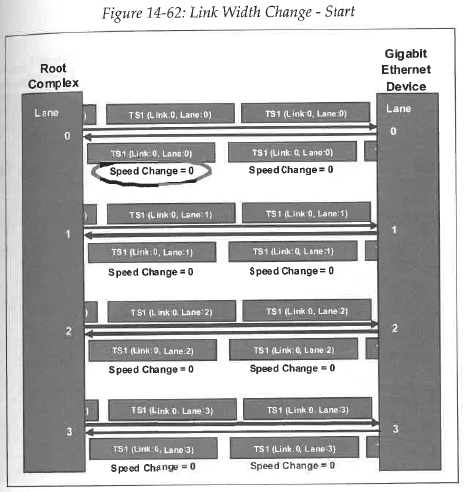 Figure 14-62: Link Width Change - Start
Root Complex
Gigabit Ethernet Device
Lane
Lane
TS1 (Link:0, Lane:0)
TS1 (Link:0, Lane:0)
0
0
TS1 (Link:0, Lane:0)
TS1 (Link:0, Lane:0)
Speed Change = 0
Speed Change = 0
TS1 (Link:0, Lane:1)
TS1 (Link:0, Lane:1)
1
1
TS1 (Link:0, Lane:1)
TS1 (Link:0, Lane:1)
Speed Change = 0
Speed Change = 0
TS1 (Link:0, Lane:2)
TS1 (Link:0, Lane:2)
2
2
TS1 (Link:0, Lane:2)
TS1 (Link:0, Lane:2)
Speed Change = 0
Speed Change = 0
TS1 (Link:0, Lane:3)
TS1 (Link:0, Lane:3)
3
3
TS1 (Link:0, Lane:3)
TS1 (Link:0, Lane:3)
Speed Change = 0
Speed Change = 0